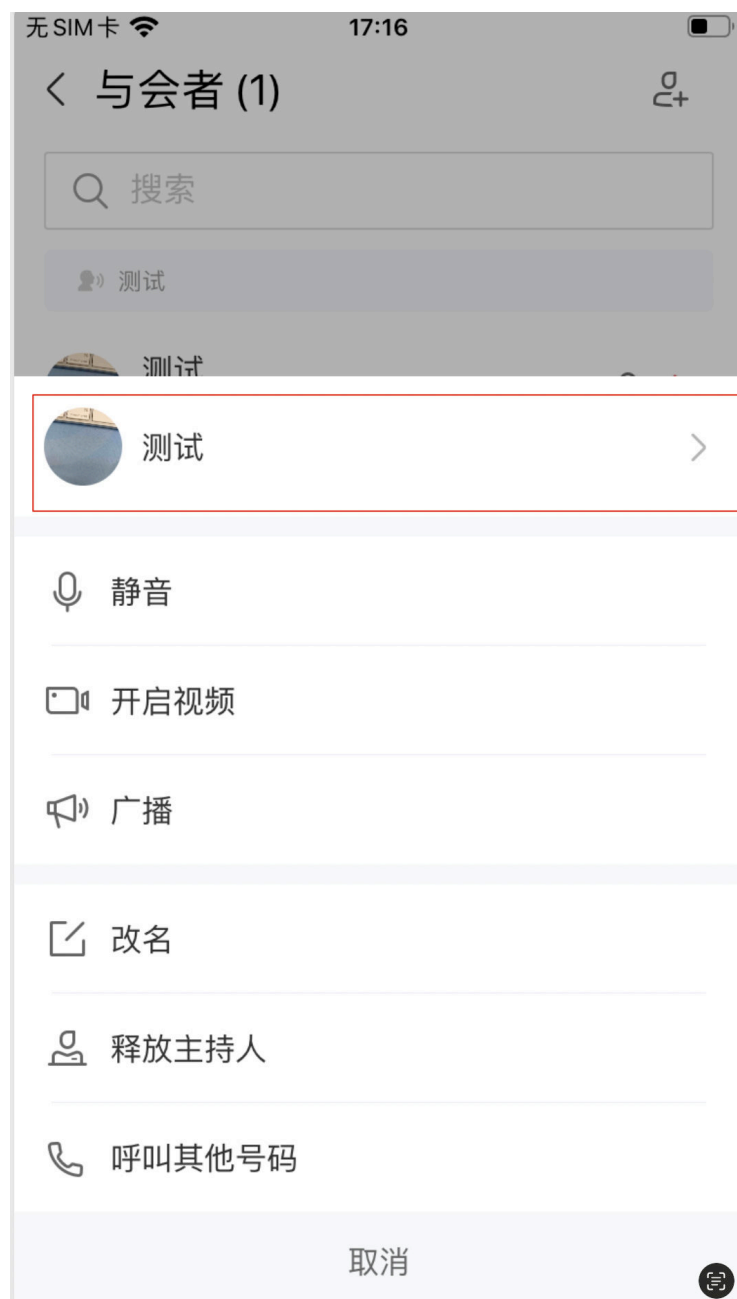 无SIM卡 17:16
与会者 (1)
搜索
测试
测试
测试
静音
开启视频
广播
改名
释放主持人
呼叫其他号码
取消